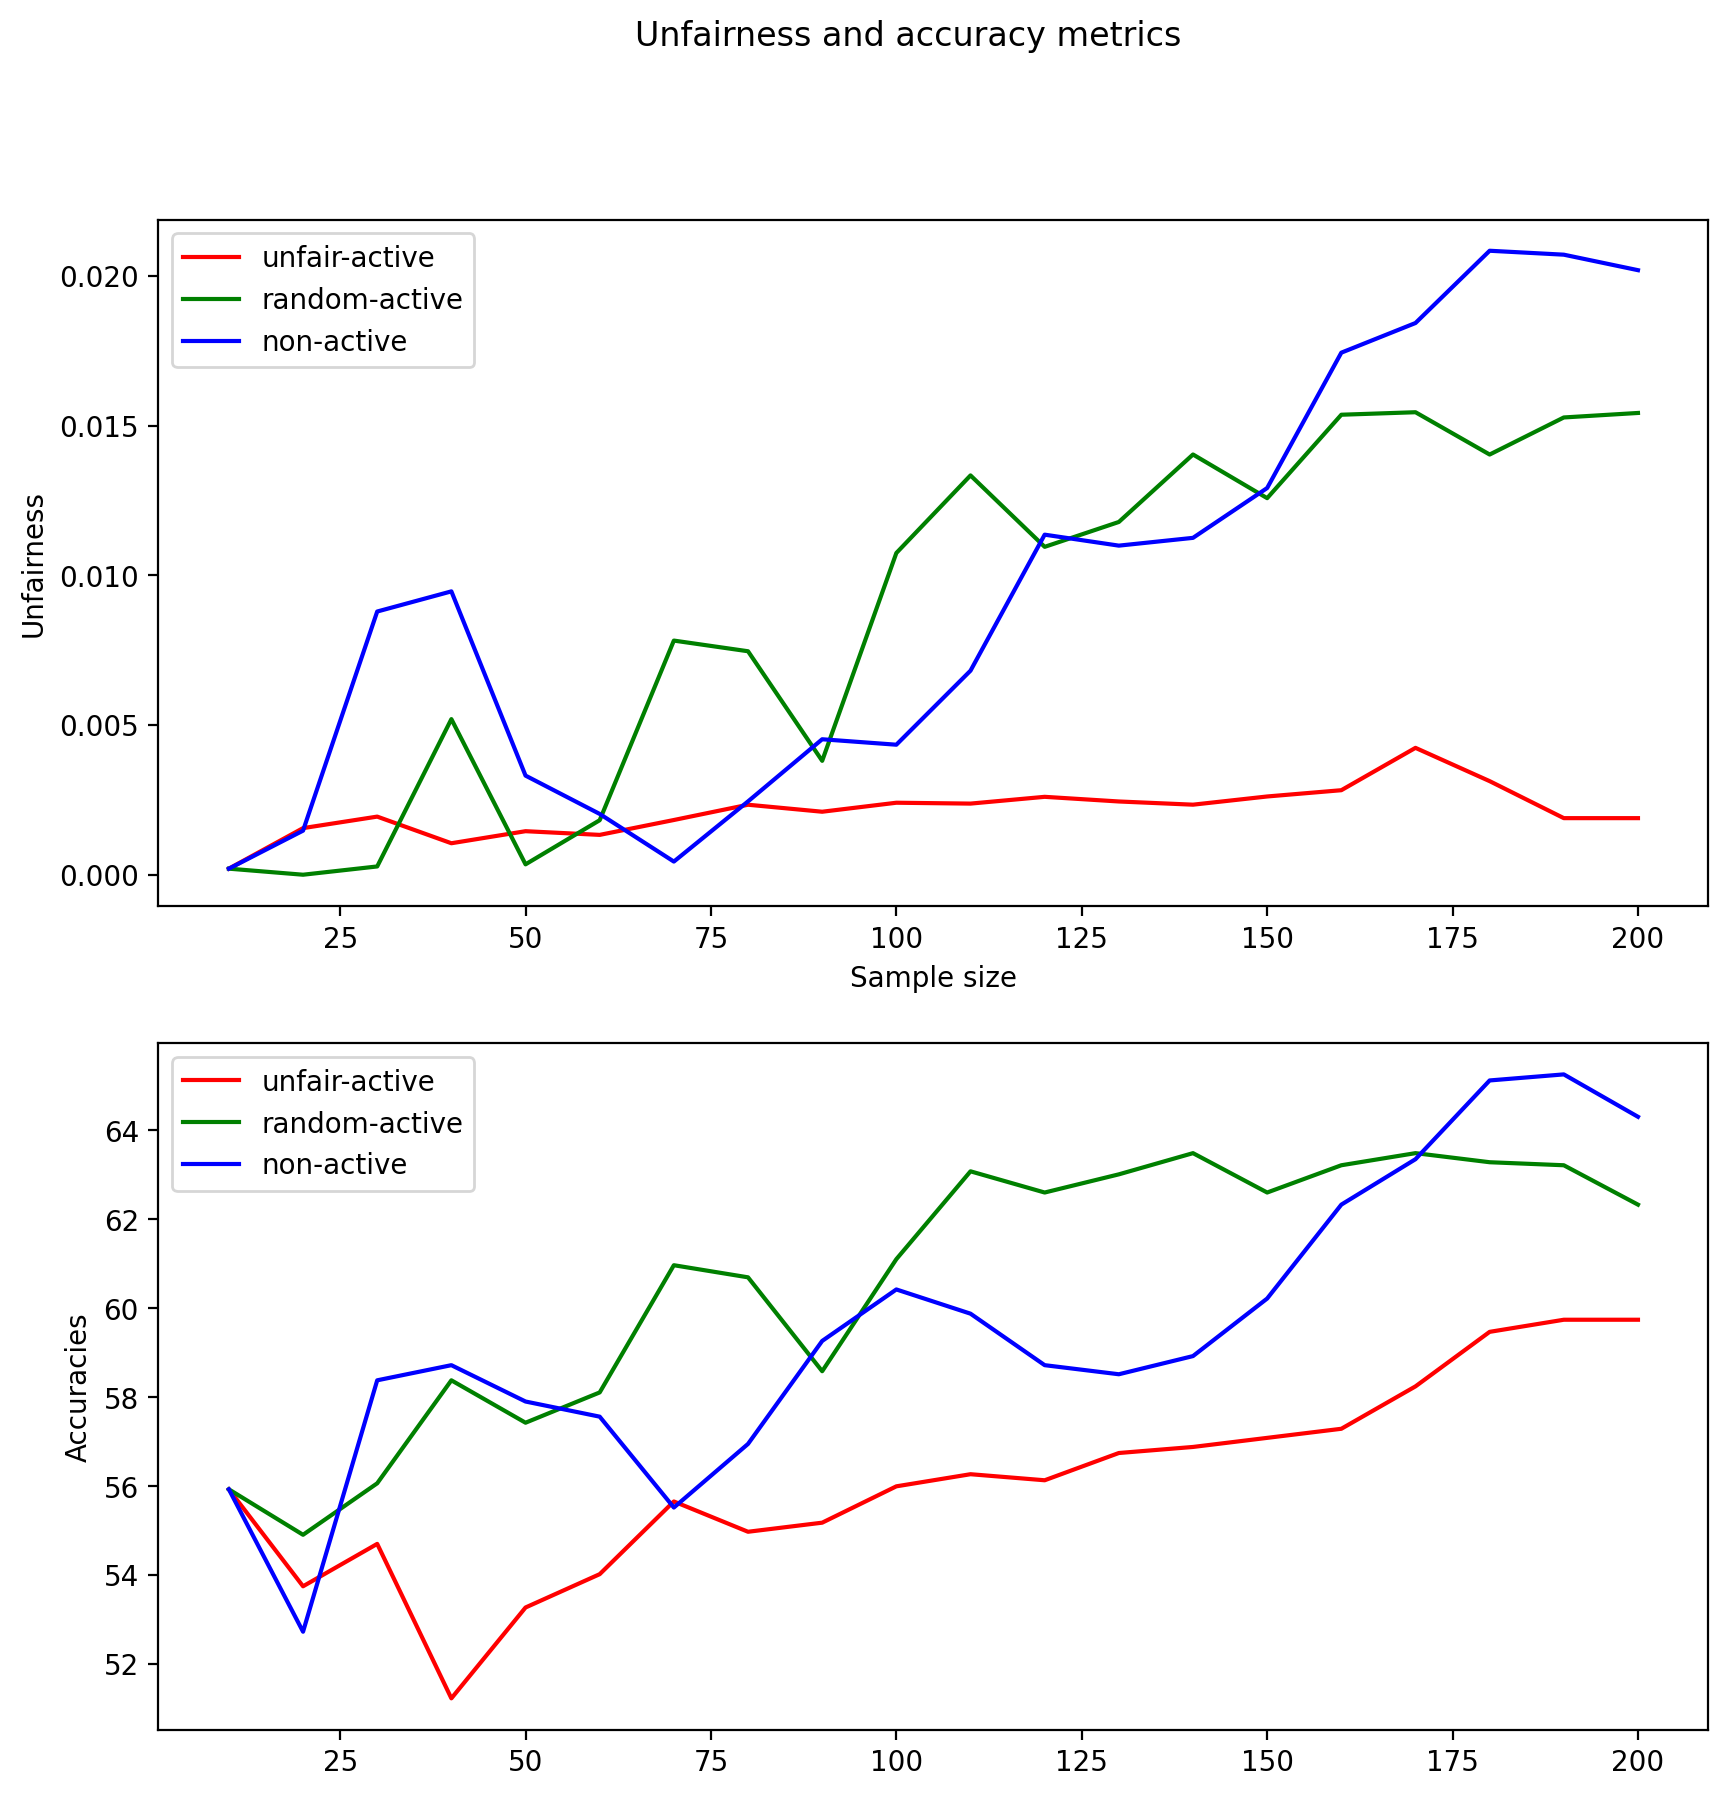 Unfairness and accuracy metrics
unfair-active
random-active
non-active
0.020
0.015
0.010
0.005
0.000
Unfairness
25 50 75 100 125 150 175 200
Sample size
unfair-active
random-active
non-active
64
62
60
58
56
54
52
Accuracies
25 50 75 100 125 150 175 200